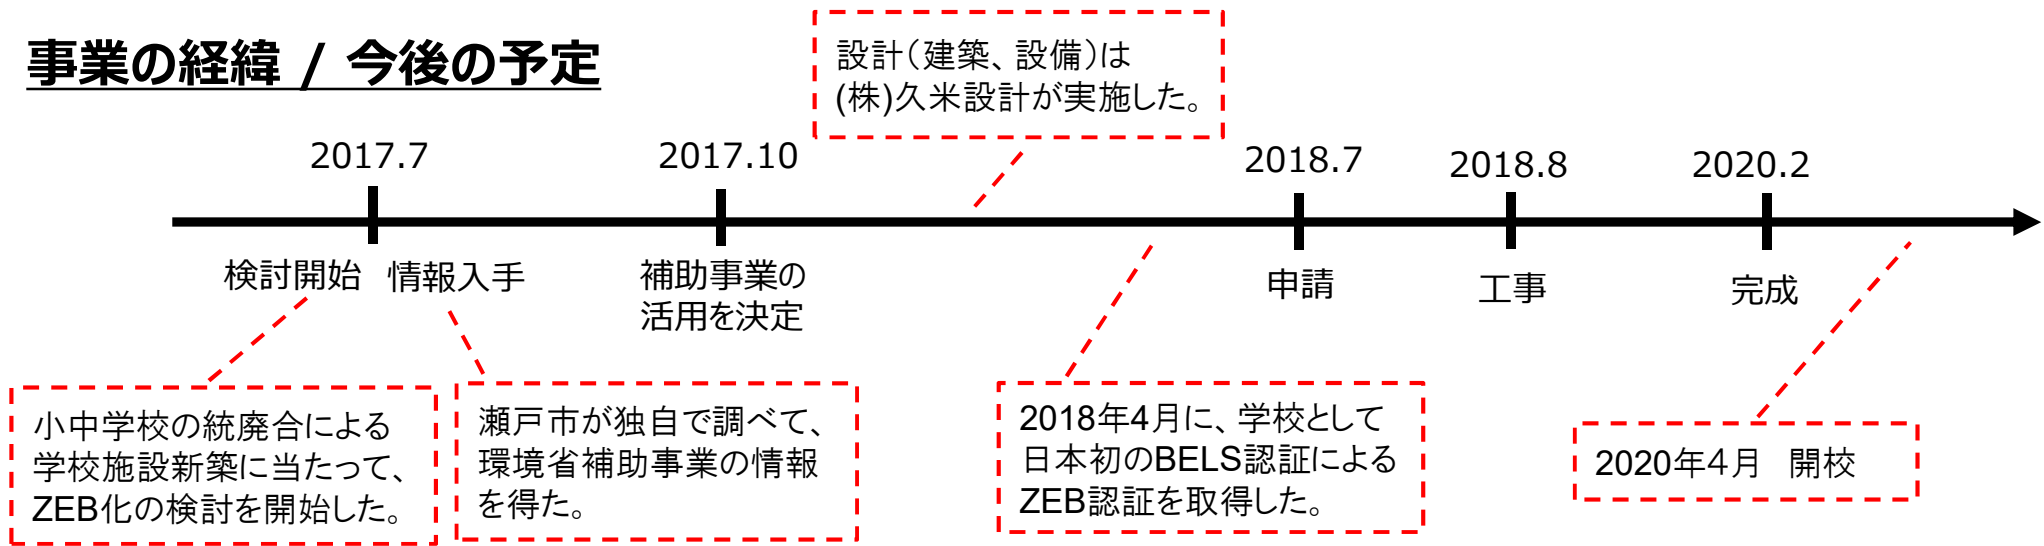 事業の経緯 / 今後の予定
設計（建築、設備）は
(株)久米設計が実施した。
2017.7
2017.10
2018.7
2018.8
2020.2
検討開始
情報入手
補助事業の
活用を決定
申請
工事
完成
小中学校の統廃合による
学校施設新築に当たって、
ZEB化の検討を開始した。
瀬戸市が独自で調べて、
環境省補助事業の情報
を得た。
2018年4月に、学校として
日本初のBELS認証による
ZEB認証を取得した。
2020年4月　開校